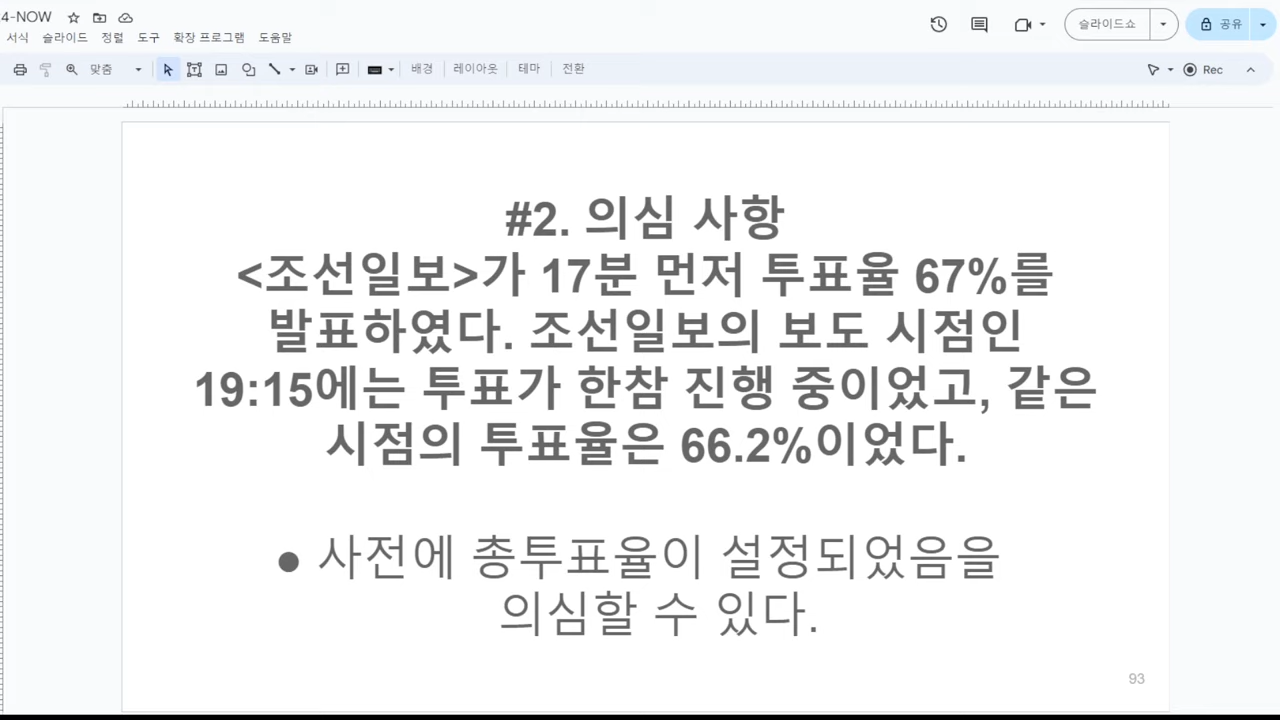 4-NOW
서식 슬라이드 정렬 도구 확장 프로그램 도움말
슬라이드쇼 공유
맞춤 배경 레이아웃 테마 전환 Rec
#2. 의심 사항
<조선일보>가 17분 먼저 투표율 67%를
발표하였다. 조선일보의 보도 시점인
19:15에는 투표가 한참 진행 중이었고, 같은
시점의 투표율은 66.2%이었다.
● 사전에 총투표율이 설정되었음을
의심할 수 있다.
93